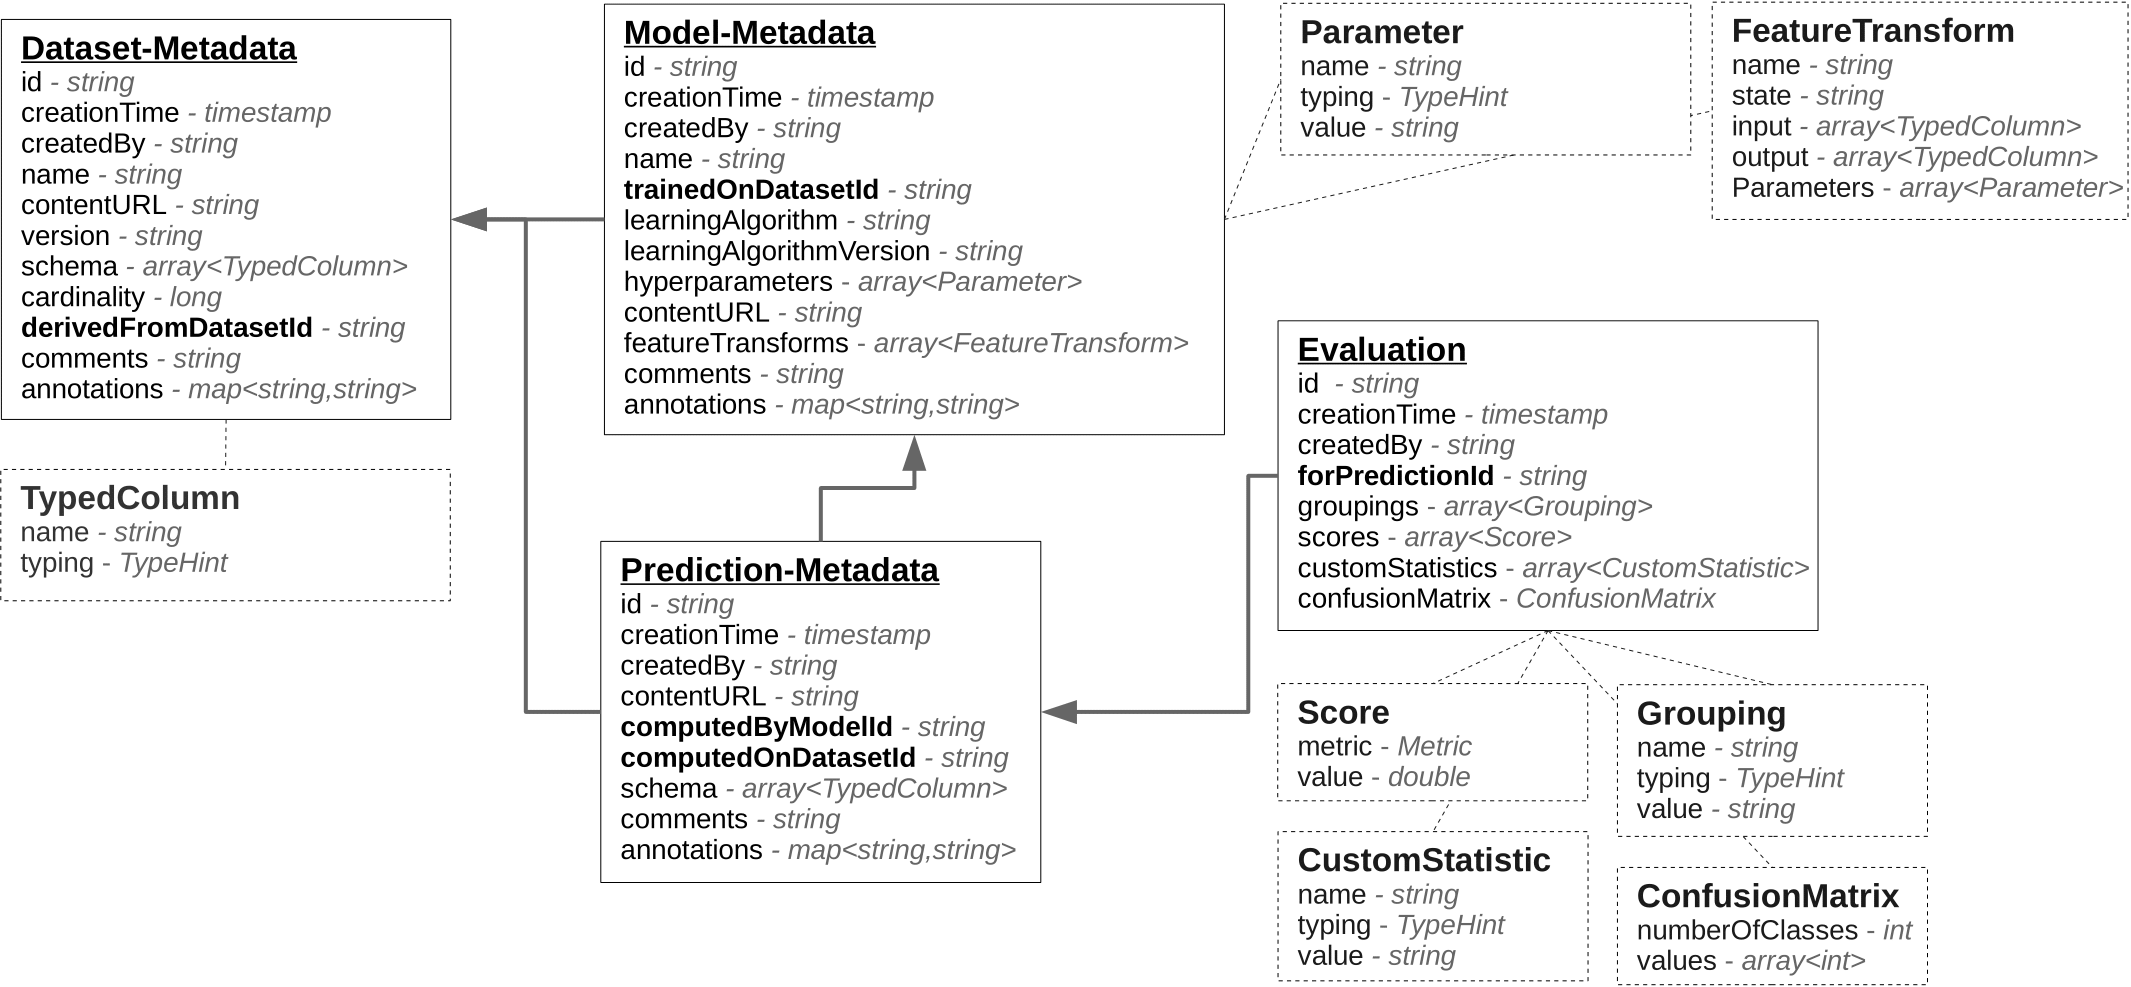 Dataset-Metadata
id - string
creationTime - timestamp
createdBy - string
name - string
contentURL - string
version - string
schema - array<TypedColumn>
cardinality - long
derivedFromDatasetId - string
comments - string
annotations - map<string,string>
TypedColumn
name - string
typing - TypeHint
Model-Metadata
id - string
creationTime - timestamp
createdBy - string
name - string
trainedOnDatasetId - string
learningAlgorithm - string
learningAlgorithmVersion - string
hyperparameters - array<Parameter>
contentURL - string
featureTransforms - array<FeatureTransform>
comments - string
annotations - map<string,string>
Prediction-Metadata
id - string
creationTime - timestamp
createdBy - string
contentURL - string
computedByModelId - string
computedOnDatasetId - string
schema - array<TypedColumn>
comments - string
annotations - map<string,string>
Parameter
name - string
typing - TypeHint
value - string
FeatureTransform
name - string
state - string
input - array<TypedColumn>
output - array<TypedColumn>
Parameters - array<Parameter>
Evaluation
id - string
creationTime - timestamp
createdBy - string
forPredictionId - string
groupings - array<Grouping>
scores - array<Score>
customStatistics - array<CustomStatistic>
confusionMatrix - ConfusionMatrix
Score
metric - Metric
value - double
Grouping
name - string
typing - TypeHint
value - string
CustomStatistic
name - string
typing - TypeHint
value - string
ConfusionMatrix
numberOfClasses - int
values - array<int>